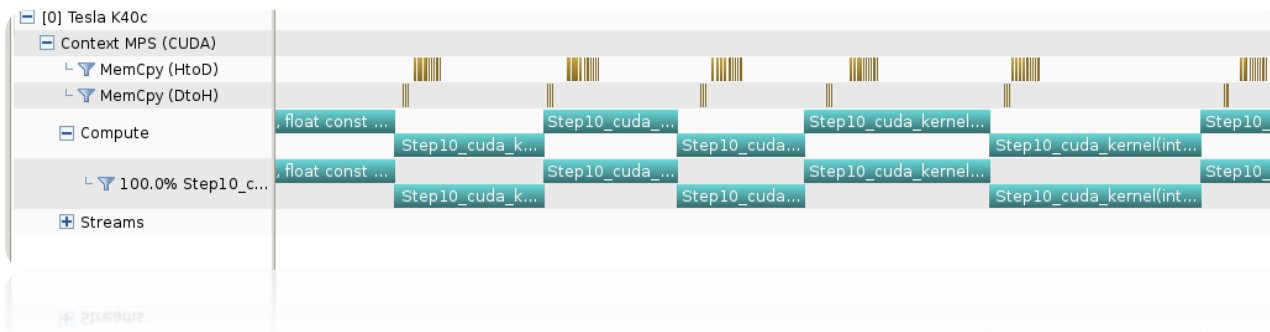 [0] Tesla K40c
Context MPS (CUDA)
MemCpy (HtoD)
MemCpy (DtoH)
Compute
, float const ... Step10_cuda_... Step10_cuda_kernel... Step10_
Step10_cuda_k... Step10_cuda... Step10_cuda_kernel(int...
100.0% Step10_c...
, float const ... Step10_cuda_... Step10_cuda_kernel... Step10_
Step10_cuda_k... Step10_cuda... Step10_cuda_kernel(int...
Streams